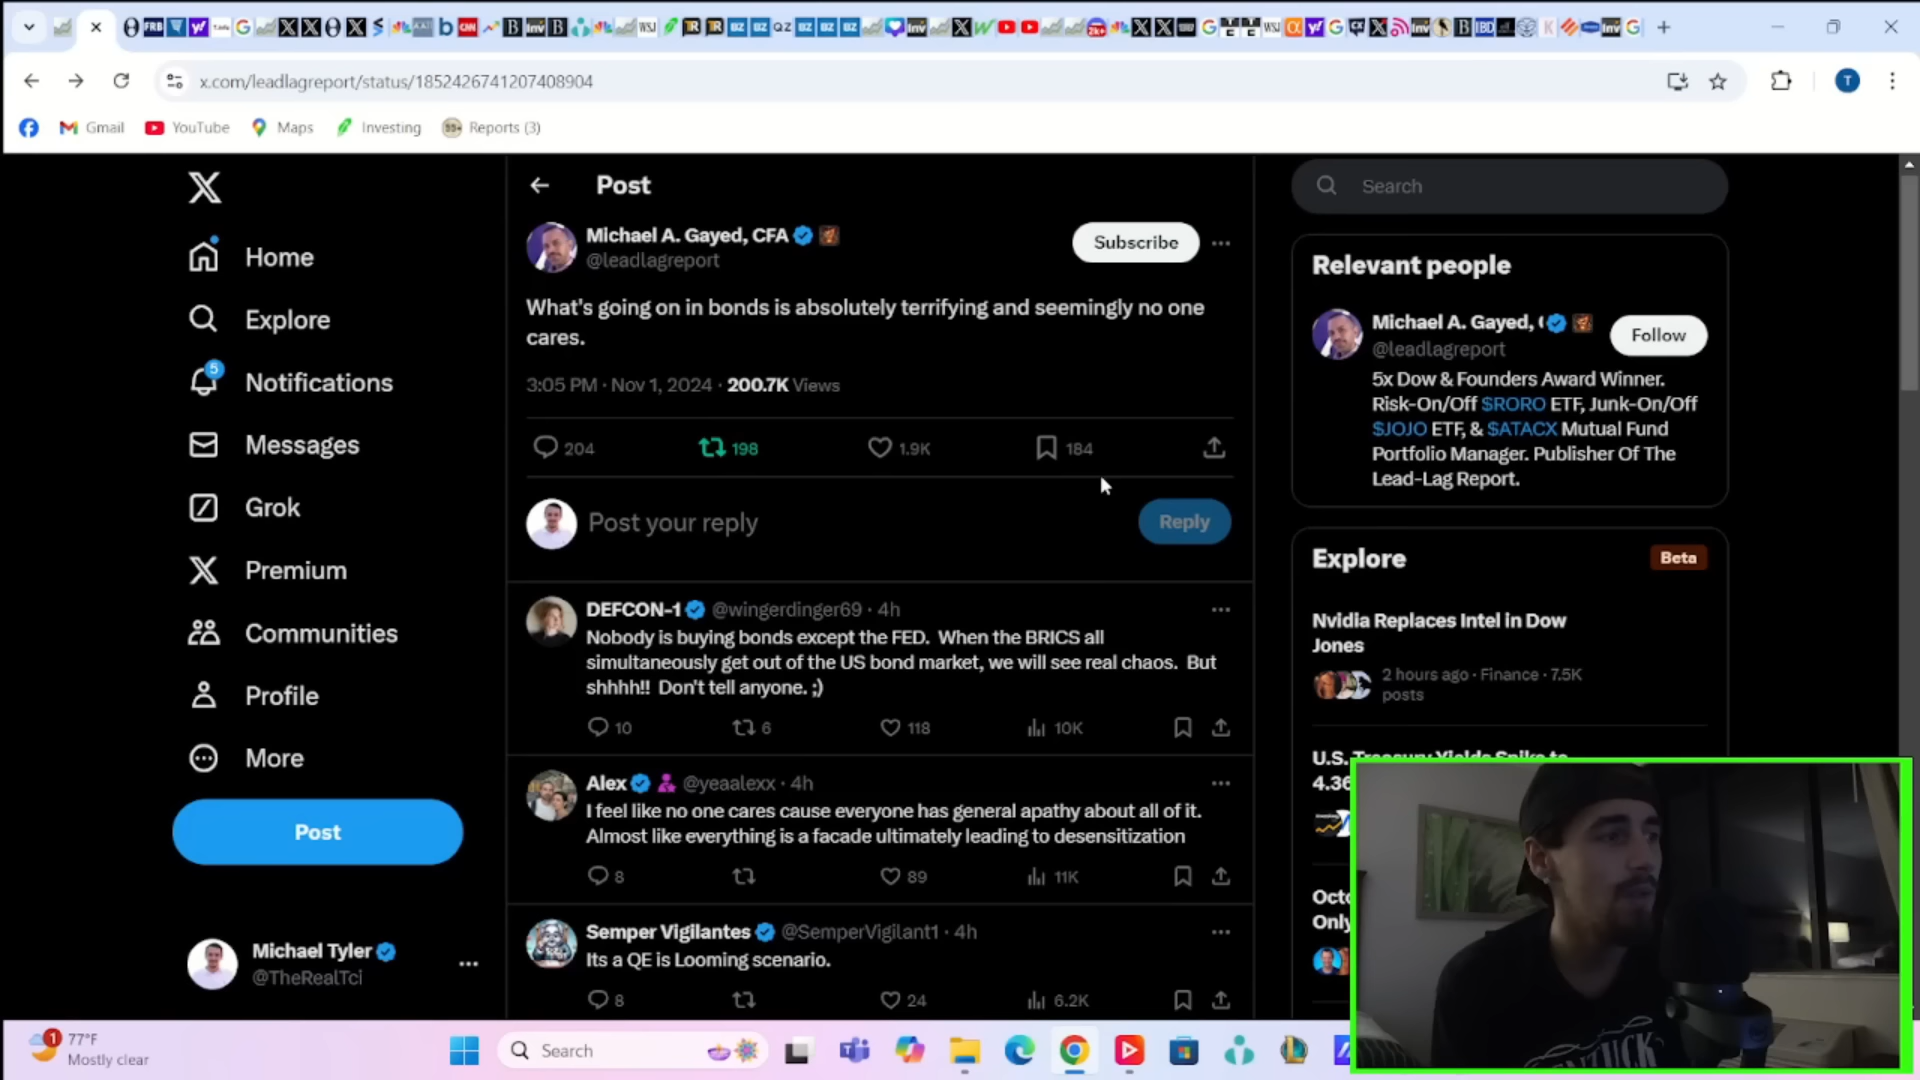 x.com/leadlagreport/status/1852426741207408904
T
Gmail
YouTube
Maps
Investing
Reports (3)
Home
Explore
5
Notifications
Messages
Grok
Premium
Communities
Profile
More
Post
Michael Tyler
@TheRealTci
Post
Michael A. Gayed, CFA
@leadlagreport
Subscribe
What's going on in bonds is absolutely terrifying and seemingly no one
cares.
3:05 PM · Nov 1, 2024 · 200.7K Views
204 198 1.9K 184
Post your reply
Reply
DEFCON-1 @wingerdinger69 · 4h
Nobody is buying bonds except the FED. When the BRICS all
simultaneously get out of the US bond market, we will see real chaos. But
shhhh!! Don't tell anyone. ;)
10 6 118 10K
Alex @yeaalexx · 4h
I feel like no one cares cause everyone has general apathy about all of it.
Almost like everything is a facade ultimately leading to desensitization
8 89 11K
Semper Vigilantes @SemperVigilant1 · 4h
Its a QE is Looming scenario.
8 24 6.2K
Search
Relevant people
Michael A. Gayed, (
@leadlagreport
Follow
5x Dow & Founders Award Winner.
Risk-On/Off $RORO ETF, Junk-On/Off
$JOJO ETF, & $ATACX Mutual Fund
Portfolio Manager. Publisher Of The
Lead-Lag Report.
Explore
Beta
Nvidia Replaces Intel in Dow
Jones
2 hours ago · Finance · 7.5K
posts
U.S. Treasury Yields Spike to
4.36
Octo
Only
1
77°F
Mostly clear
Search